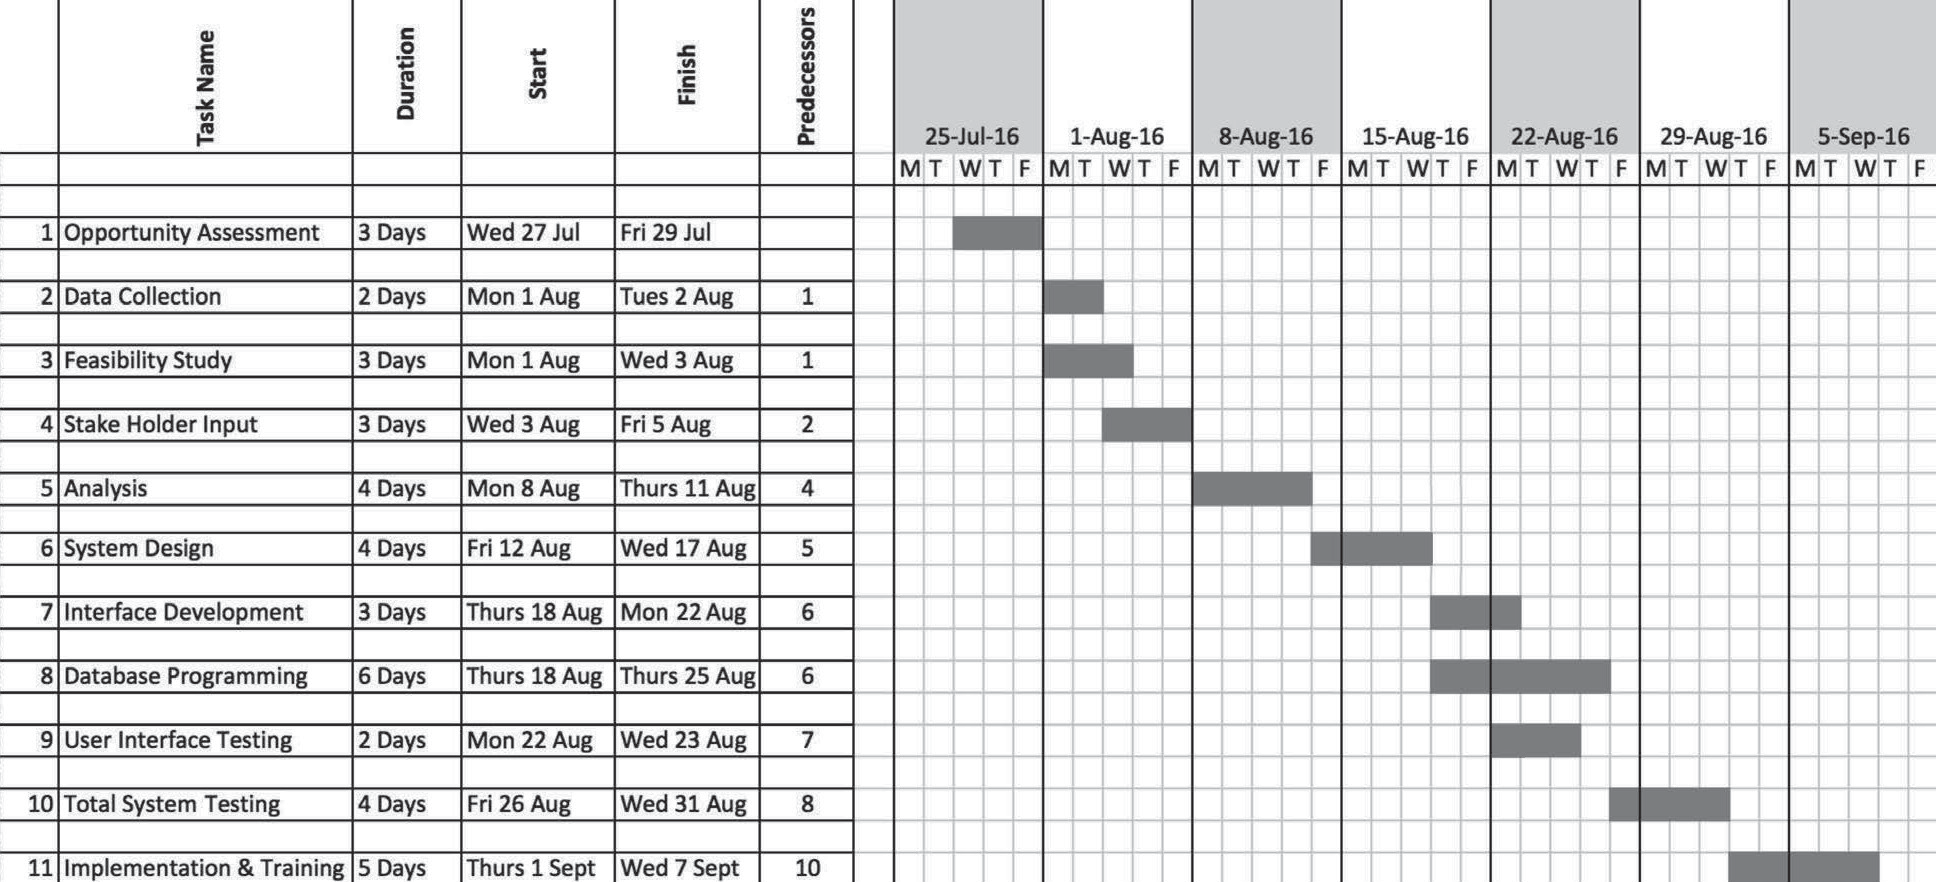 Task Name Duration Start Finish Predecessors
25-Jul-16 1-Aug-16 8-Aug-16 15-Aug-16 22-Aug-16 29-Aug-16 5-Sep-16
M T W T F M T W T F M T W T F M T W T F M T W T F M T W T F M T W T F
1 Opportunity Assessment 3 Days Wed 27 Jul Fri 29 Jul
2 Data Collection 2 Days Mon 1 Aug Tues 2 Aug 1
3 Feasibility Study 3 Days Mon 1 Aug Wed 3 Aug 1
4 Stake Holder Input 3 Days Wed 3 Aug Fri 5 Aug 2
5 Analysis 4 Days Mon 8 Aug Thurs 11 Aug 4
6 System Design 4 Days Fri 12 Aug Wed 17 Aug 5
7 Interface Development 3 Days Thurs 18 Aug Mon 22 Aug 6
8 Database Programming 6 Days Thurs 18 Aug Thurs 25 Aug 6
9 User Interface Testing 2 Days Mon 22 Aug Wed 23 Aug 7
10 Total System Testing 4 Days Fri 26 Aug Wed 31 Aug 8
11 Implementation & Training 5 Days Thurs 1 Sept Wed 7 Sept 10